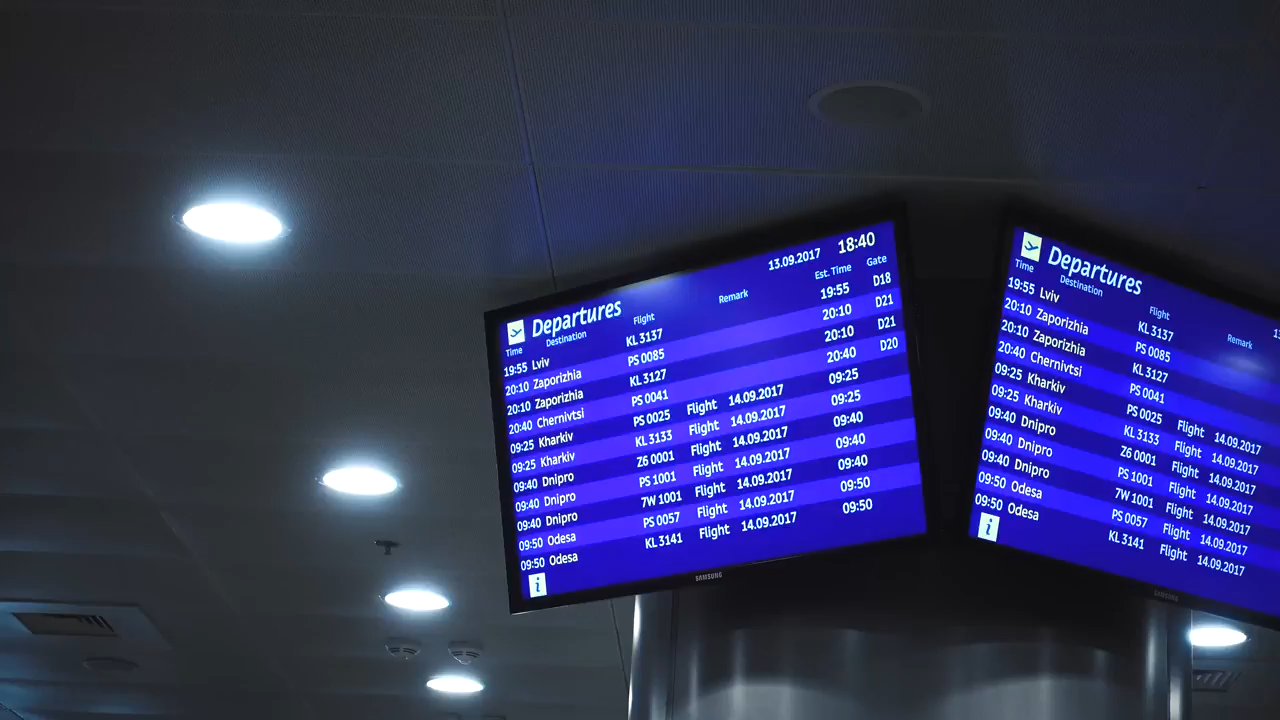 Departures 13.09.2017 18:40
Time Destination Flight Remark Est. Time Gate
19:55 Lviv KL 3137 19:55 D18
20:10 Zaporizhia PS 0085 20:10 D21
20:10 Zaporizhia KL 3127 20:10 D21
20:40 Chernivtsi PS 0041 20:40 D20
09:25 Kharkiv PS 0025 Flight 14.09.2017 09:25
09:25 Kharkiv KL 3133 Flight 14.09.2017 09:25
09:40 Dnipro Z6 0001 Flight 14.09.2017 09:40
09:40 Dnipro PS 1001 Flight 14.09.2017 09:40
09:40 Dnipro 7W 1001 Flight 14.09.2017 09:40
09:50 Odesa PS 0057 Flight 14.09.2017 09:50
09:50 Odesa KL 3141 Flight 14.09.2017 09:50
i
SAMSUNG
Departures
Time Destination Flight Remark
19:55 Lviv KL 3137
20:10 Zaporizhia PS 0085
20:10 Zaporizhia KL 3127
20:40 Chernivtsi PS 0041
09:25 Kharkiv PS 0025 Flight 14.09.2017
09:25 Kharkiv KL 3133 Flight 14.09.2017
09:40 Dnipro Z6 0001 Flight 14.09.2017
09:40 Dnipro PS 1001 Flight 14.09.2017
09:40 Dnipro 7W 1001 Flight 14.09.2017
09:50 Odesa PS 0057 Flight 14.09.2017
09:50 Odesa KL 3141 Flight 14.09.2017
i
SAMSUNG